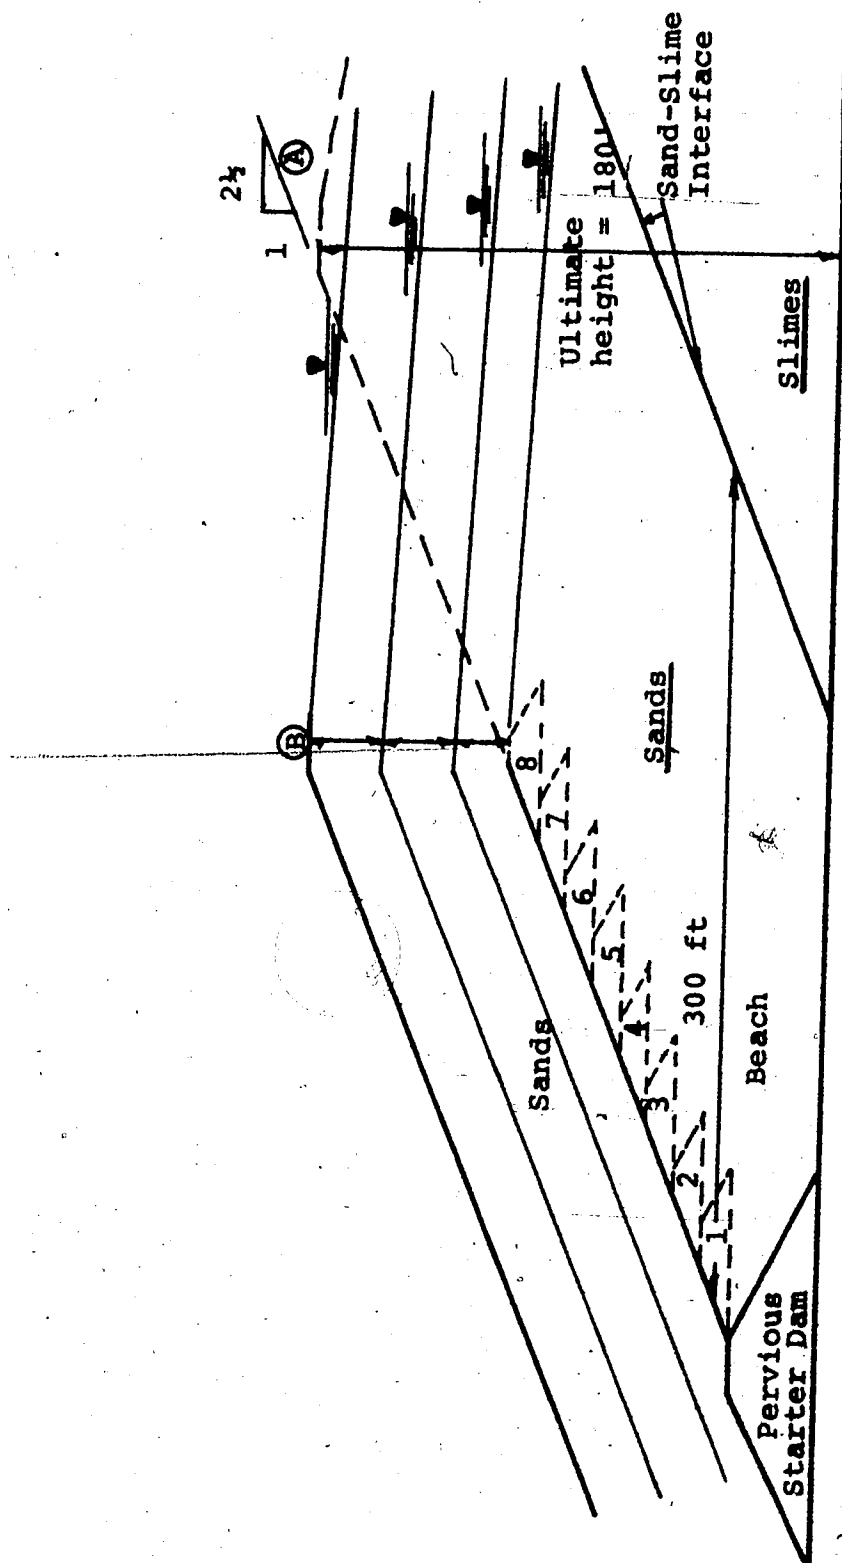 2½
1
Ⓐ
Ⓑ
Ultimate
height = 180'
Sand-Slime
Interface
Slimes
Sands
Sands
8
7
6
5
4
3
2
1
300 ft
Beach
Pervious
Starter Dam